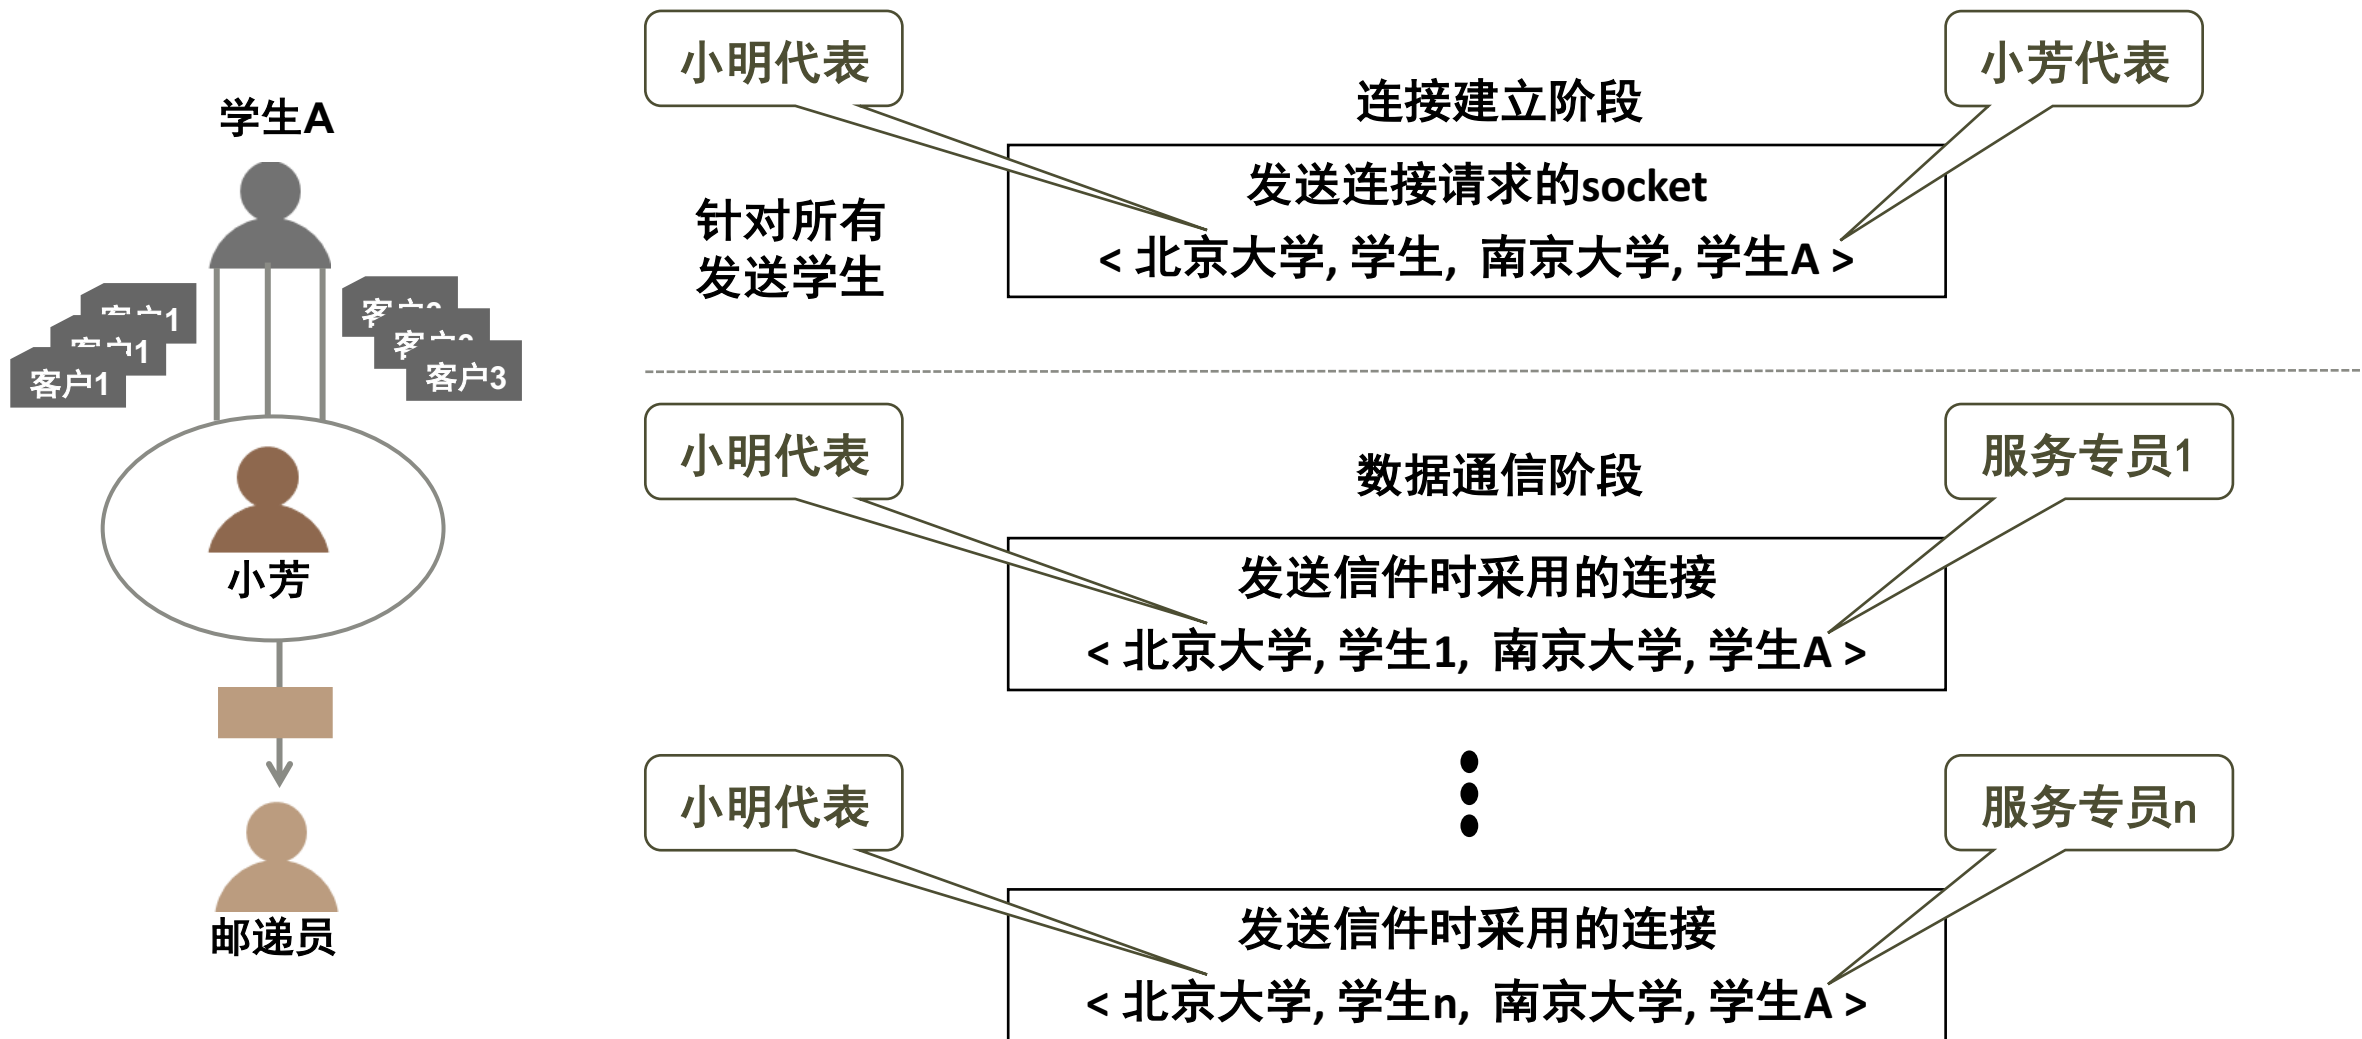 学生A
客户1
客户1
客户1
客户3
小芳
邮递员
小明代表
小芳代表
连接建立阶段
针对所有
发送学生
发送连接请求的socket
< 北京大学, 学生, 南京大学, 学生A >
小明代表
服务专员1
数据通信阶段
发送信件时采用的连接
< 北京大学, 学生1, 南京大学, 学生A >
小明代表
服务专员n
发送信件时采用的连接
< 北京大学, 学生n, 南京大学, 学生A >